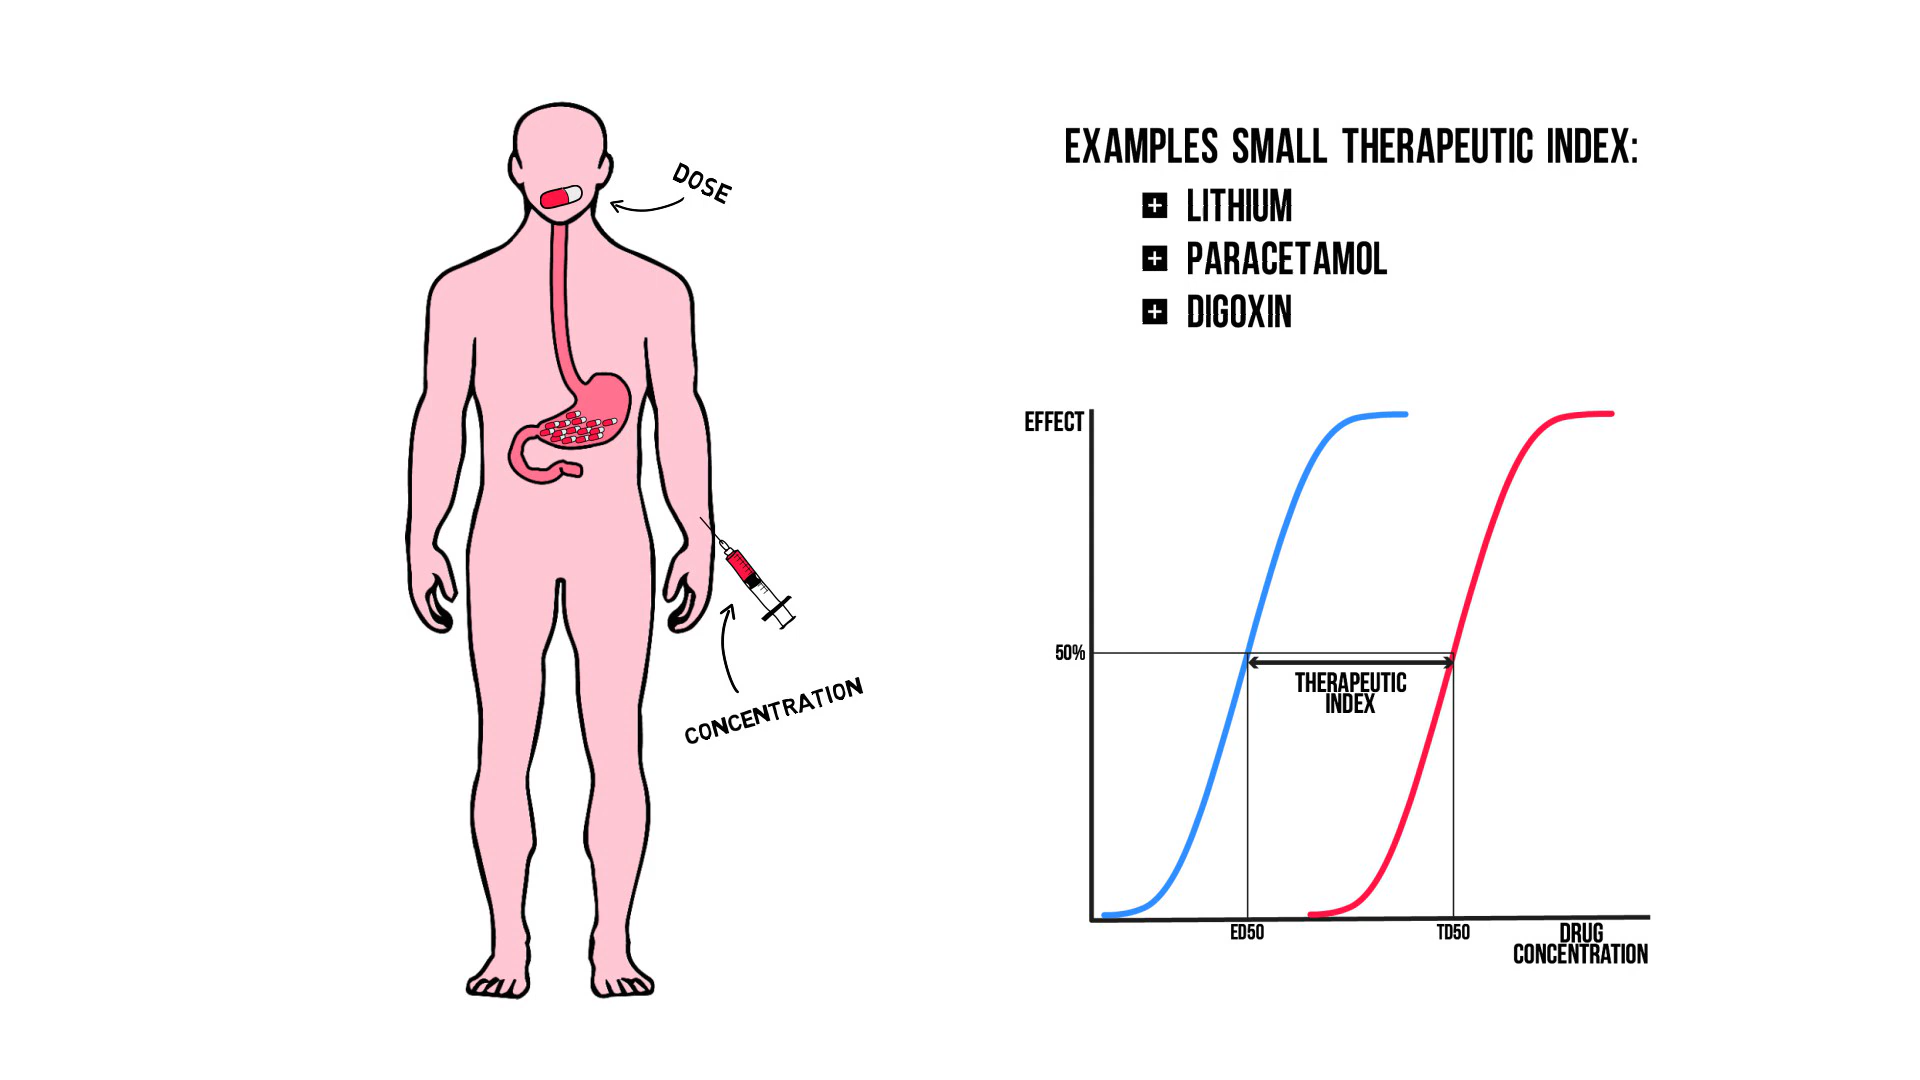 DOSE
CONCENTRATION
EXAMPLES SMALL THERAPEUTIC INDEX:
LITHIUM
PARACETAMOL
DIGOXIN
EFFECT
50%
THERAPEUTIC
INDEX
ED50
TD50
DRUG
CONCENTRATION